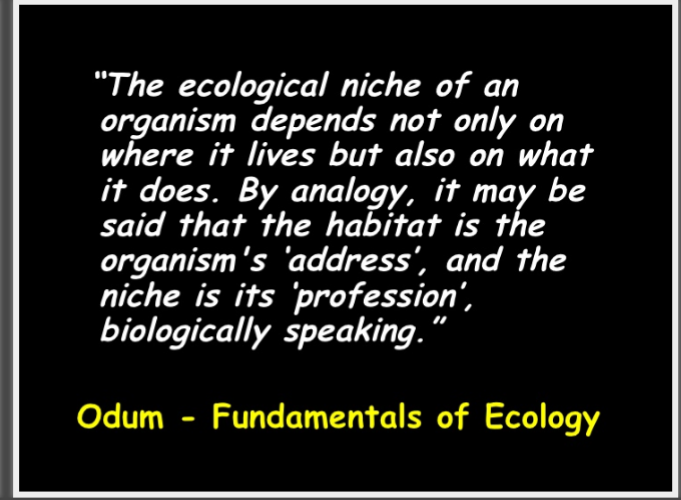 "The ecological niche of an
organism depends not only on
where it lives but also on what
it does. By analogy, it may be
said that the habitat is the
organism's ‘address’, and the
niche is its ‘profession’,
biologically speaking.”
Odum - Fundamentals of Ecology